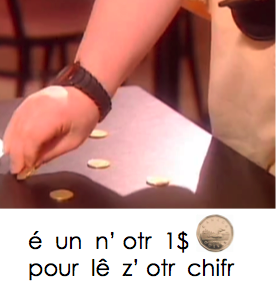 é un n' otr 1$
pour lê z' otr chifr